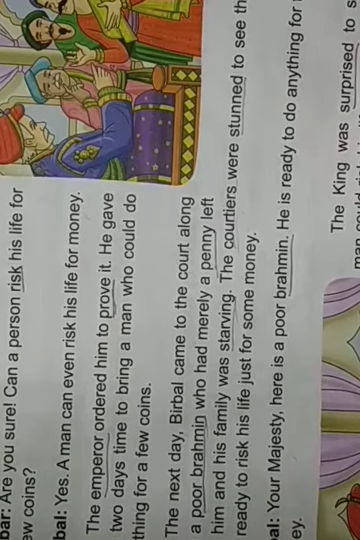 bar: Are you sure! Can a person risk his life for
ew coins?
bal: Yes. A man can even risk his life for money.
The emperor ordered him to prove it. He gave
two days time to bring a man who could do
thing for a few coins.
The next day, Birbal came to the court along
a poor brahmin who had merely a penny left
him and his family was starving. The courtiers were stunned to see th
ready to risk his life just for some money.
al: Your Majesty, here is a poor brahmin. He is ready to do anything for
ey.
The King was surprised to s
man could risk his